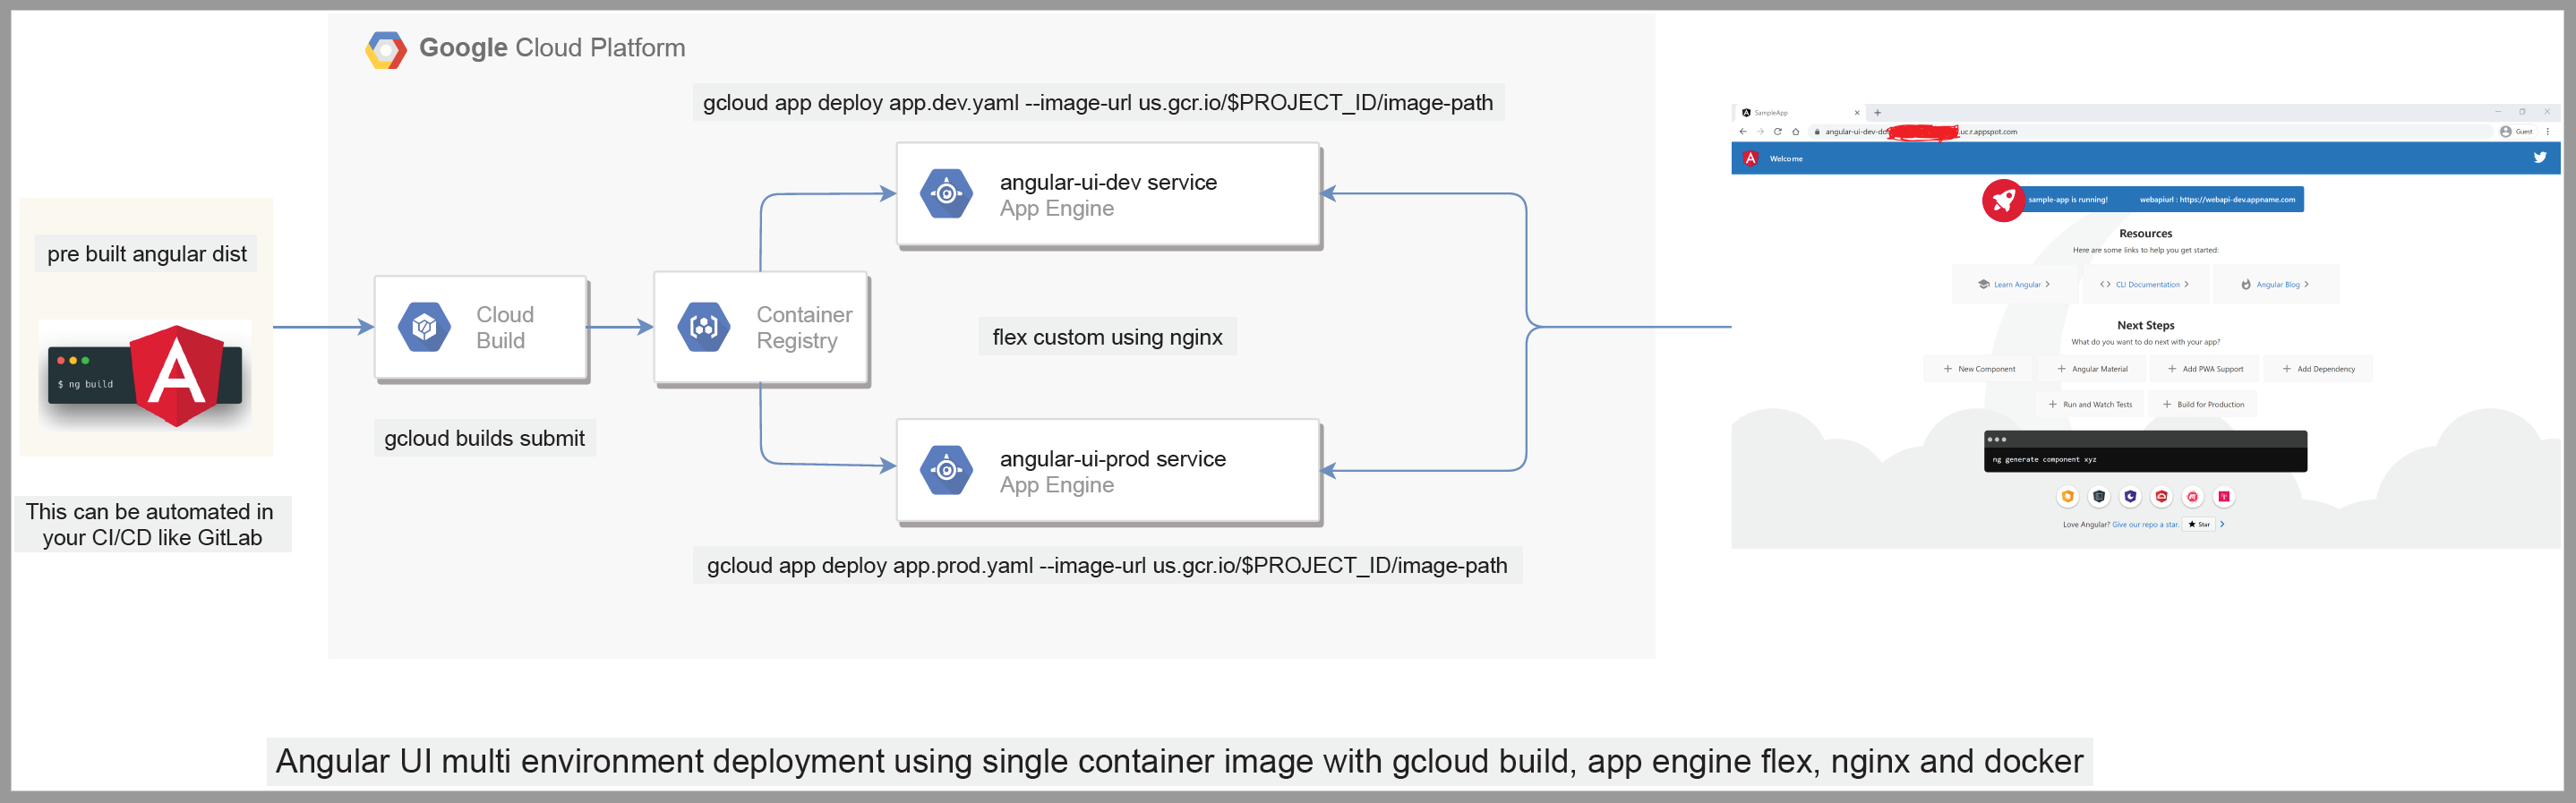 Google Cloud Platform
gcloud app deploy app.dev.yaml --image-url us.gcr.io/$PROJECT_ID/image-path
pre built angular dist
$ ng build
This can be automated in
your CI/CD like GitLab
Cloud
Build
gcloud builds submit
Container
Registry
angular-ui-dev service
App Engine
flex custom using nginx
angular-ui-prod service
App Engine
gcloud app deploy app.prod.yaml --image-url us.gcr.io/$PROJECT_ID/image-path
SampleApp
angular-ui-dev-do .uc.r.appspot.com
Guest
Welcome
sample-app is running! webapiurl : https://webapi-dev.appname.com
Resources
Here are some links to help you get started:
Learn Angular
CLI Documentation
Angular Blog
Next Steps
What do you want to do next with your app?
New Component
Angular Material
Add PWA Support
Add Dependency
Run and Watch Tests
Build for Production
ng generate component xyz
Love Angular? Give our repo a star. Star
Angular UI multi environment deployment using single container image with gcloud build, app engine flex, nginx and docker